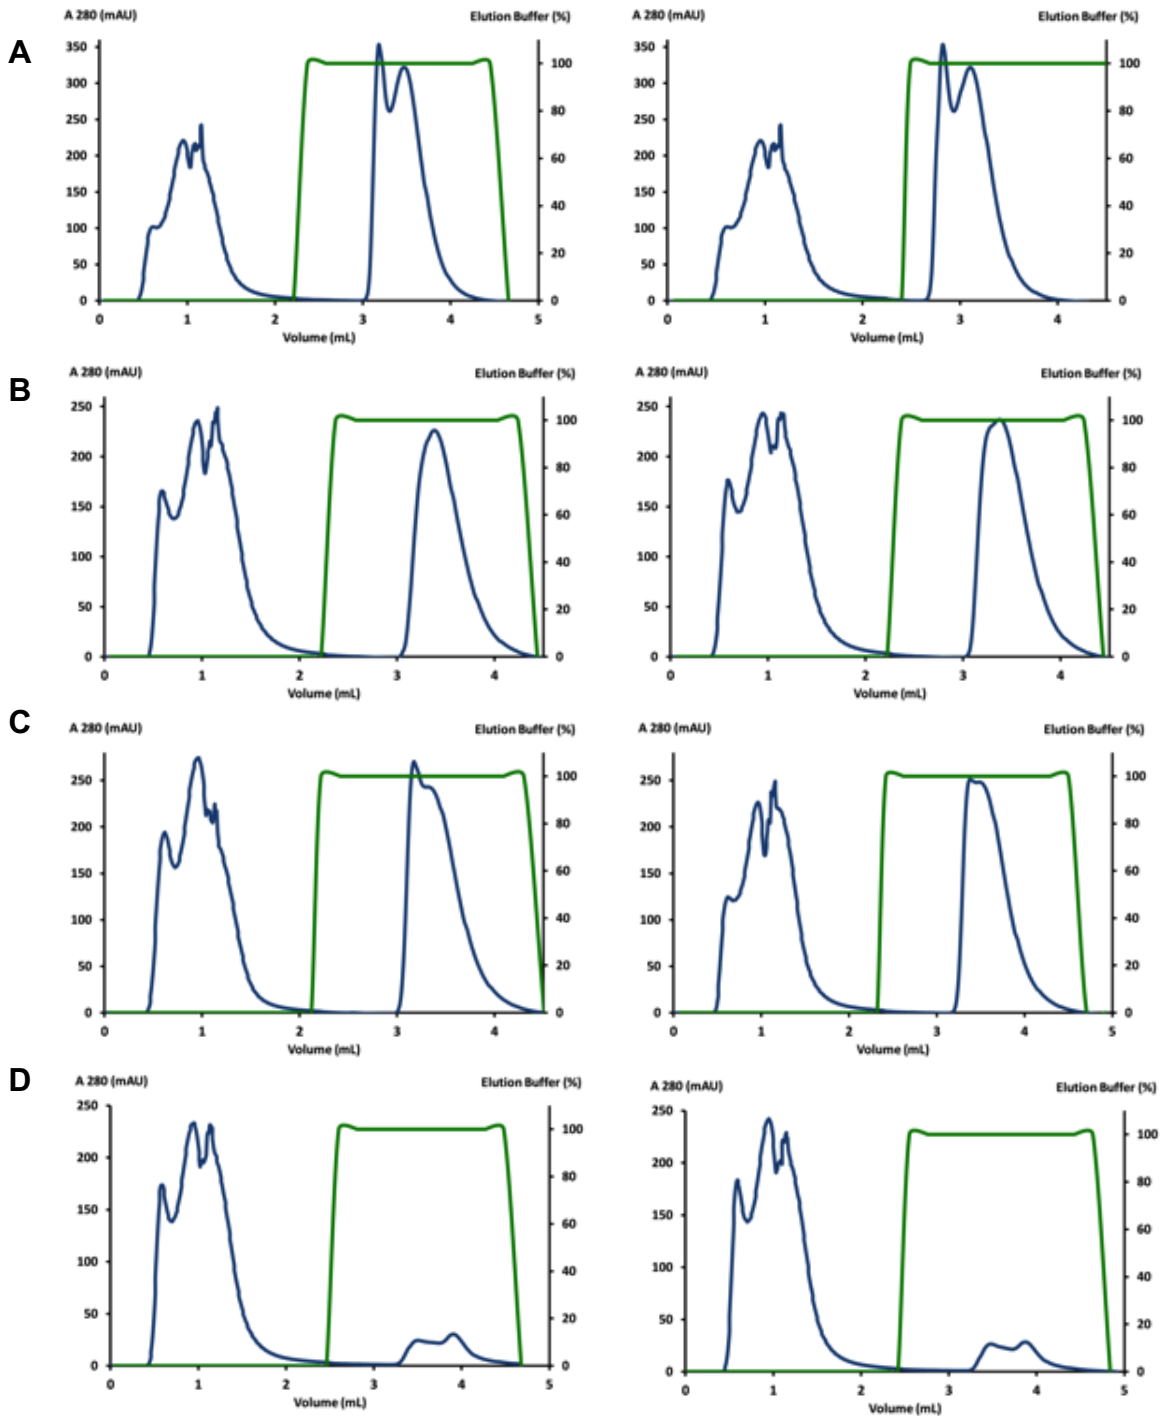 A 280 (mAU) Elution Buffer (%) A 280 (mAU) Elution Buffer (%)
A
350 100 350 100
300 300
80 80
250 250
200 60 200 60
150 150
40 40
100 100
20 20
50 50
0 0 0 0
0 1 2 3 4 5 0 1 2 3 4
Volume (mL) Volume (mL)
A 280 (mAU) Elution Buffer (%) A 280 (mAU) Elution Buffer (%)
B
250 100 250 100
200 80 200 80
150 60 150 60
100 40 100 40
50 20 50 20
0 0 0 0
0 1 2 3 4 0 1 2 3 4
Volume (mL) Volume (mL)
C
A 280 (mAU) Elution Buffer (%) A 280 (mAU) Elution Buffer (%)
250 100 250 100
200 80 200 80
150 60 150 60
100 40 100 40
50 20 50 20
0 0 0 0
0 1 2 3 4 0 1 2 3 4 5
Volume (mL) Volume (mL)
D
A 280 (mAU) Elution Buffer (%) A 280 (mAU) Elution Buffer (%)
250 100 250 100
200 80 200 80
150 60 150 60
100 40 100 40
50 20 50 20
0 0 0 0
0 1 2 3 4 5 0 1 2 3 4 5
Volume (mL) Volume (mL)